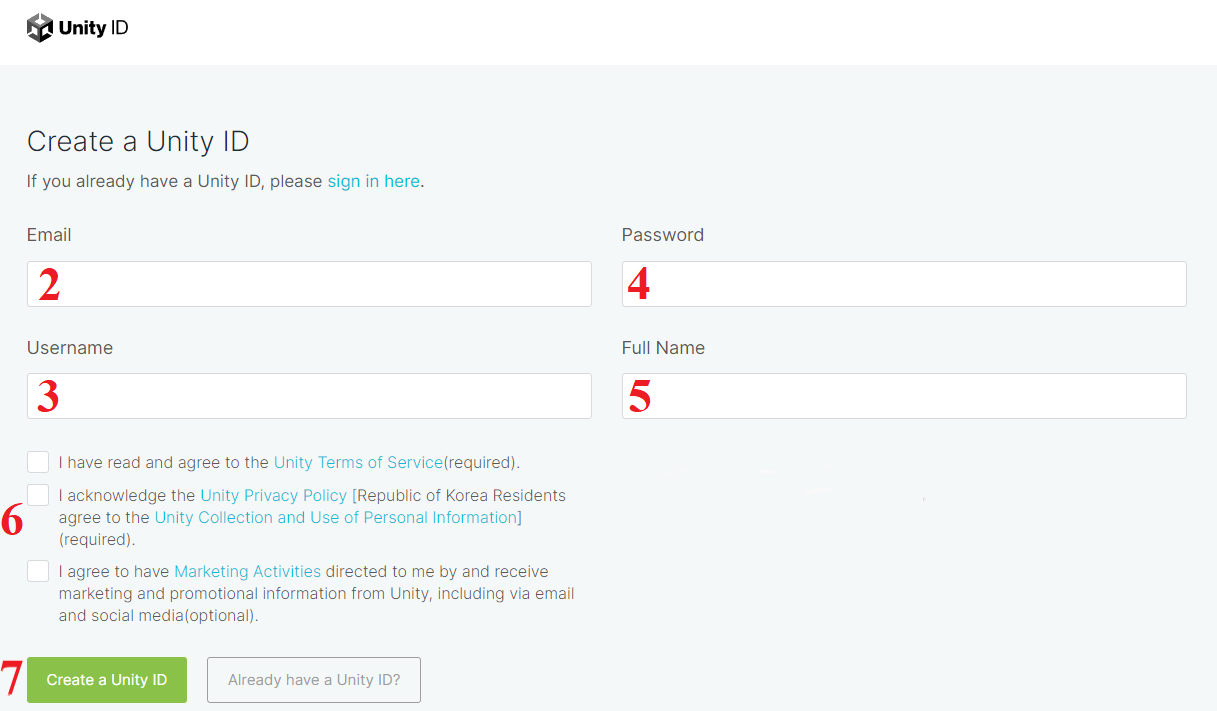 Unity ID
Create a Unity ID
If you already have a Unity ID, please sign in here.
Email
Password
2
4
Username
Full Name
3
5
I have read and agree to the Unity Terms of Service(required).
I acknowledge the Unity Privacy Policy [Republic of Korea Residents
agree to the Unity Collection and Use of Personal Information]
6
(required).
I agree to have Marketing Activities directed to me by and receive
marketing and promotional information from Unity, including via email
and social media(optional).
7
Create a Unity ID
Already have a Unity ID?